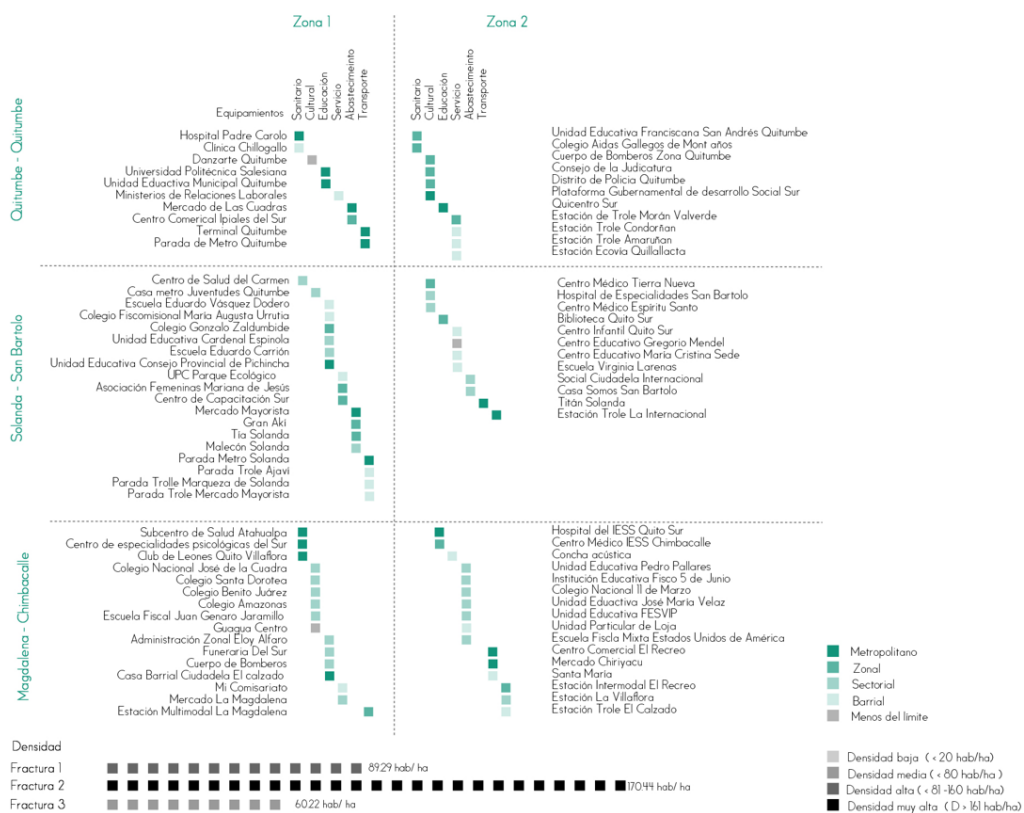 Zona 1
Zona 2
Quitumbe - Quitumbe
Equipamientos
Sanitario
Cultural
Educación
Servicio
Abastecimeinto
Transporte
Sanitario
Cultural
Educación
Servicio
Abastecimeinto
Transporte
Hospital Padre Carolo
Clínica Chillogallo
Danzarte Quitumbe
Universidad Politécnica Salesiana
Unidad Eduactiva Municipal Quitumbe
Ministerios de Relaciones Laborales
Mercado de Las Cuadras
Centro Comerical Ipiales del Sur
Terminal Quitumbe
Parada de Metro Quitumbe
Unidad Educativa Franciscana San Andrés Quitumbe
Colegio Aidas Gallegos de Mont años
Cuerpo de Bomberos Zona Quitumbe
Consejo de la Judicatura
Distrito de Policia Quitumbe
Plataforma Gubernamental de desarrollo Social Sur
Quicentro Sur
Estación de Trole Morán Valverde
Estación Trole Condorñan
Estación Trole Amaruñan
Estación Ecovía Quillallacta
Solanda - San Bartolo
Centro de Salud del Carmen
Casa metro Juventudes Quitumbe
Escuela Eduardo Vásquez Dodero
Colegio Fiscomisional María Augusta Urrutia
Colegio Gonzalo Zaldumbide
Unidad Educativa Cardenal Espinola
Escuela Eduardo Carrión
Unidad Educativa Consejo Provincial de Pichincha
UPC Parque Ecológico
Asociación Femeninas Mariana de Jesús
Centro de Capacitación Sur
Mercado Mayorista
Gran Akí
Tía Solanda
Malecón Solanda
Parada Metro Solanda
Parada Trole Ajaví
Parada Trolle Marqueza de Solanda
Parada Trole Mercado Mayorista
Centro Médico Tierra Nueva
Hospital de Especialidades San Bartolo
Centro Médico Espíritu Santo
Biblioteca Quito Sur
Centro Infantil Quito Sur
Centro Educativo Gregorio Mendel
Centro Educativo María Cristina Sede
Escuela Virginia Larenas
Social Ciudadela Internacional
Casa Somos San Bartolo
Titán Solanda
Estación Trole La Internacional
Magdalena - Chimbacalle
Subcentro de Salud Atahualpa
Centro de especialidades psicológicas del Sur
Club de Leones Quito Villaflora
Colegio Nacional José de la Cuadra
Colegio Santa Dorotea
Colegio Benito Juárez
Colegio Amazonas
Escuela Fiscal Juan Genaro Jaramillo
Guagua Centro
Administración Zonal Eloy Alfaro
Funeraria Del Sur
Cuerpo de Bomberos
Casa Barrial Ciudadela El calzado
Mi Comisariato
Mercado La Magdalena
Estación Multimodal La Magdalena
Hospital del IESS Quito Sur
Centro Médico IESS Chimbacalle
Concha acústica
Unidad Educativa Pedro Pallares
Institución Educativa Fisco 5 de Junio
Colegio Nacional 11 de Marzo
Unidad Eduactiva José María Velaz
Unidad Educativa FESVIP
Unidad Particular de Loja
Escuela Fiscla Mixta Estados Unidos de América
Centro Comercial El Recreo
Mercado Chiriyacu
Santa María
Estación Intermodal El Recreo
Estación La Villaflora
Estación Trole El Calzado
Metropolitano
Zonal
Sectorial
Barrial
Menos del límite
Densidad
Fractura 1
89.29 hab/ ha
Fractura 2
170.44 hab/ ha
Fractura 3
60.22 hab/ ha
Densidad baja ( < 20 hab/ha)
Densidad media ( < 80 hab/ha )
Densidad alta ( < 81 -160 hab/ha)
Densidad muy alta ( D > 161 hab/ha)